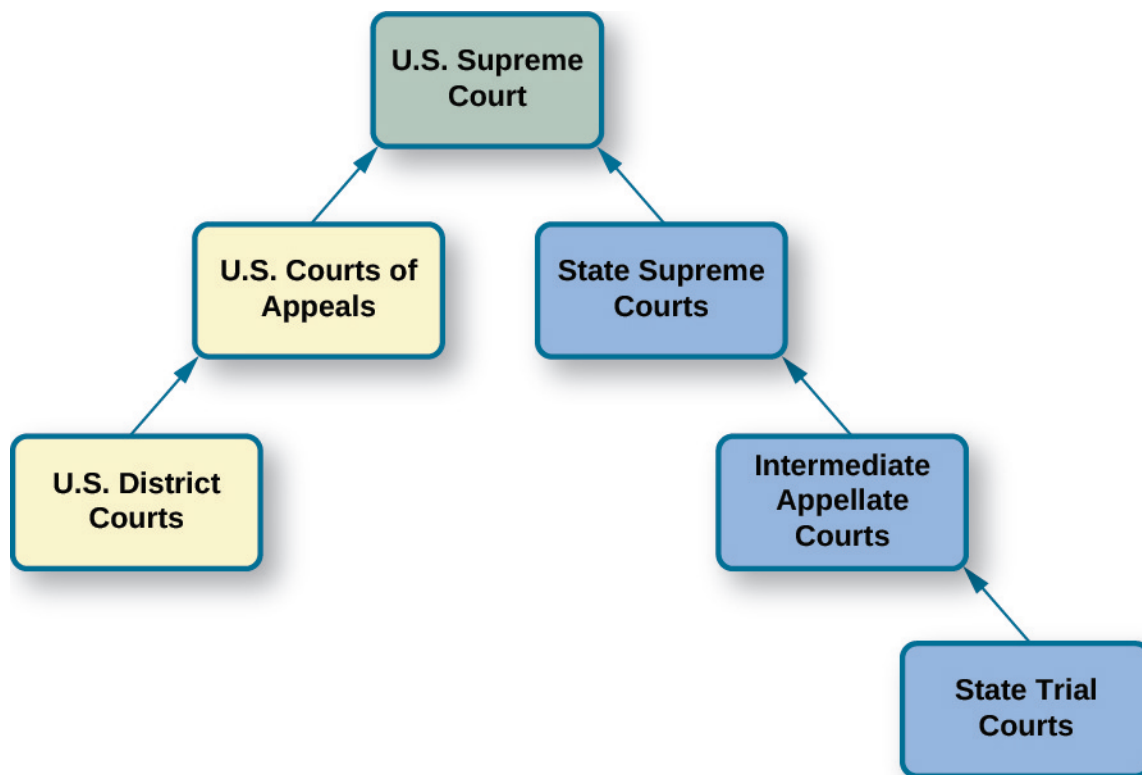 U.S. Supreme
Court
U.S. Courts of
Appeals
State Supreme
Courts
U.S. District
Courts
Intermediate
Appellate
Courts
State Trial
Courts